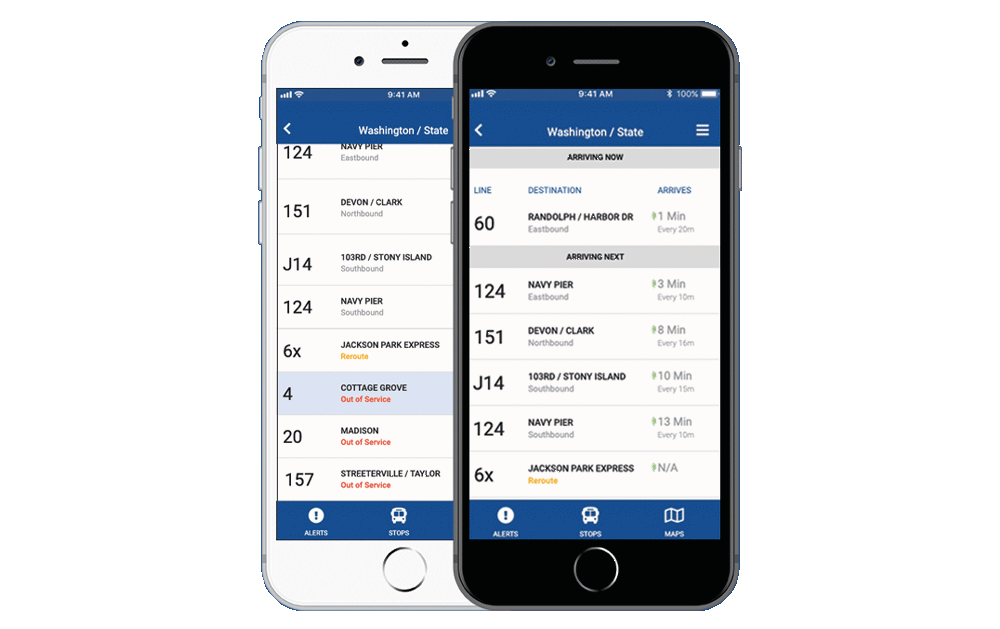 9:41 AM
Washington / State
124 NAVY PIER
Eastbound
151 DEVON / CLARK
Northbound
J14 103RD / STONY ISLAND
Southbound
124 NAVY PIER
Southbound
6x JACKSON PARK EXPRESS
Reroute
4 COTTAGE GROVE
Out of Service
20 MADISON
Out of Service
157 STREETERVILLE / TAYLOR
Out of Service
ALERTS STOPS
9:41 AM 100%
Washington / State
ARRIVING NOW
LINE DESTINATION ARRIVES
60 RANDOLPH / HARBOR DR 1 Min
Eastbound Every 20m
ARRIVING NEXT
124 NAVY PIER 3 Min
Eastbound Every 10m
151 DEVON / CLARK 8 Min
Northbound Every 16m
J14 103RD / STONY ISLAND 10 Min
Southbound Every 15m
124 NAVY PIER 13 Min
Southbound Every 10m
6x JACKSON PARK EXPRESS N/A
Reroute
ALERTS STOPS MAPS